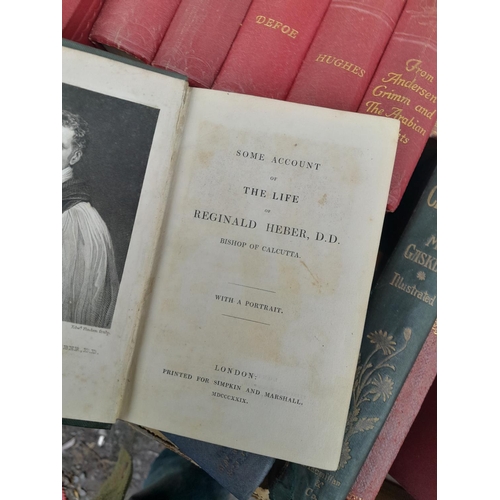 DEFOE
HUGHES
From
Andersen
Grimm and
The Arabian
SOME ACCOUNT
OF
THE LIFE
OF
REGINALD HEBER, D.D.
BISHOP OF CALCUTTA.
WITH A PORTRAIT.
LONDON:
PRINTED FOR SIMPKIN AND MARSHALL,
MDCCCXXIX.
GASKELL
Illustrated